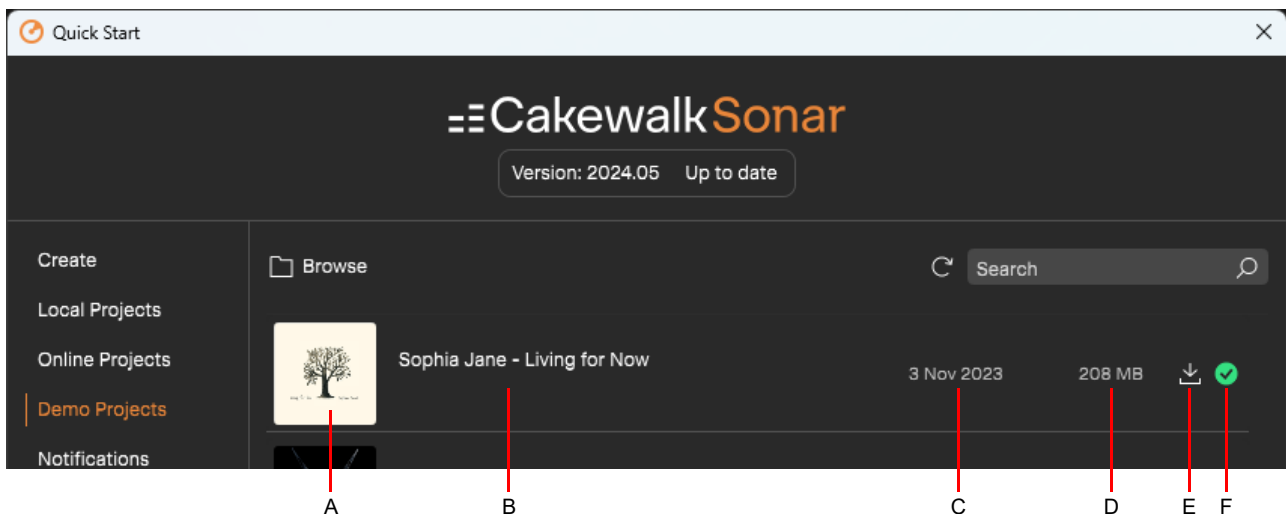 Quick Start
Cakewalk Sonar
Version: 2024.05 Up to date
Create
Browse
Search
Local Projects
Online Projects
Sophia Jane - Living for Now
3 Nov 2023
208 MB
Demo Projects
Notifications
A B C D E F